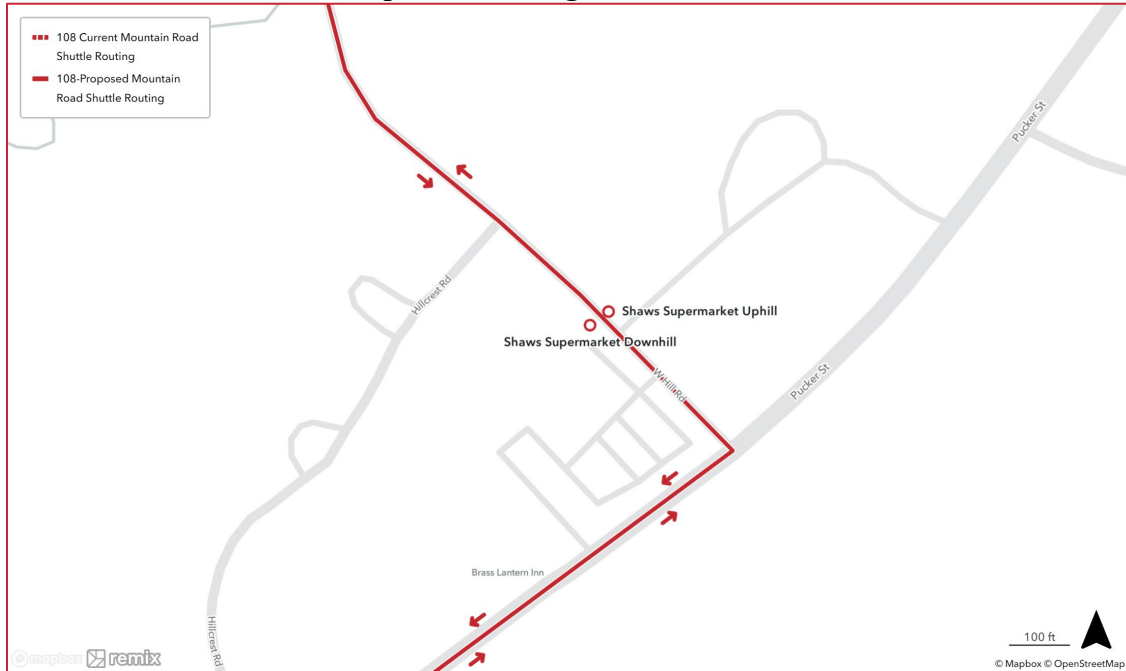 108 Current Mountain Road
Shuttle Routing
108-Proposed Mountain
Road Shuttle Routing
Pucker St
Hillcrest Rd
Shaws Supermarket Uphill
Shaws Supermarket Downhill
W Hill Rd
Pucker St
Brass Lantern Inn
Hillcrest Rd
100 ft
mapbox remix
© Mapbox © OpenStreetMap